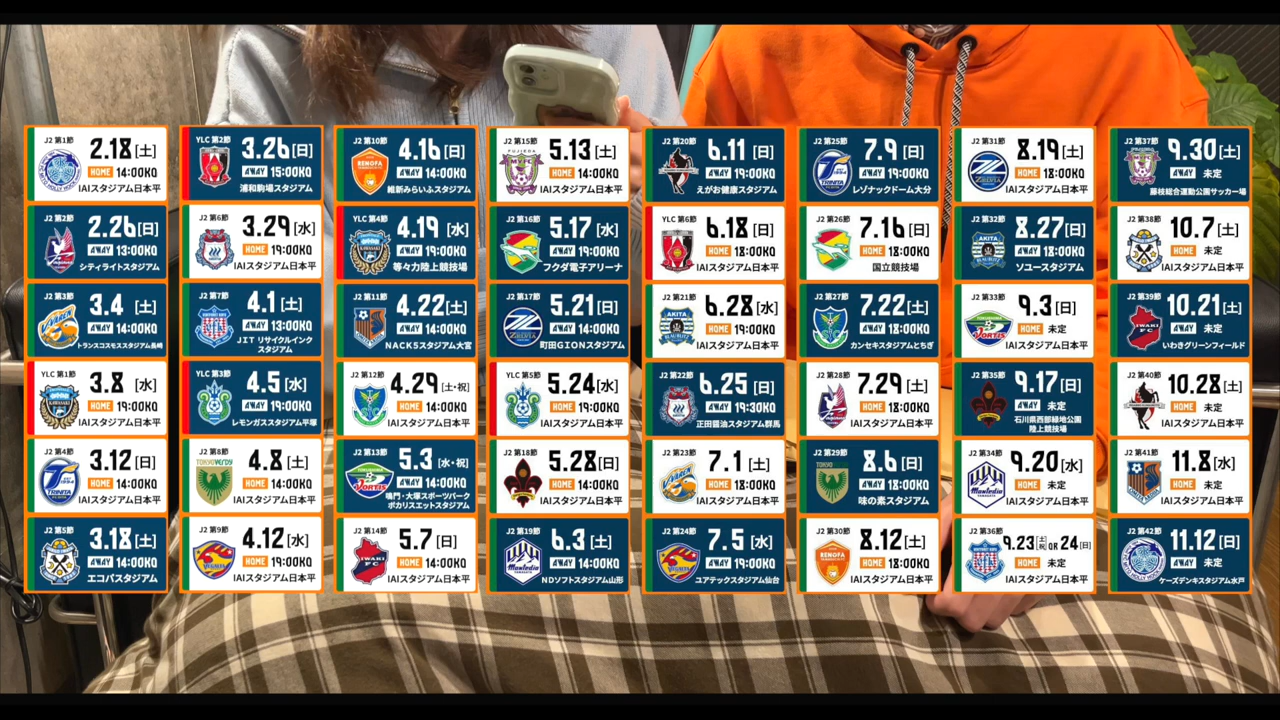 J2 第1節
2.18[土]
HOME 14:00KO
IAIスタジアム日本平
J2 第2節
2.26[日]
AWAY 13:00KO
シティライトスタジアム
J2 第3節
3.4[土]
AWAY 14:00KO
トランスコスモススタジアム長崎
YLC 第1節
3.8[水]
HOME 19:00KO
IAIスタジアム日本平
J2 第4節
3.12[日]
HOME 14:00KO
IAIスタジアム日本平
J2 第5節
3.18[土]
AWAY 14:00KO
エコパスタジアム
YLC 第2節
3.26[日]
AWAY 15:00KO
浦和駒場スタジアム
J2 第6節
3.29[水]
HOME 19:00KO
IAIスタジアム日本平
J2 第7節
4.1[土]
AWAY 13:00KO
JIT リサイクルインク
スタジアム
YLC 第3節
4.5[水]
AWAY 19:00KO
レモンガススタジアム平塚
J2 第8節
TOKYO VERDY
4.8[土]
HOME 14:00KO
IAIスタジアム日本平
J2 第9節
4.12[水]
HOME 19:00KO
IAIスタジアム日本平
J2 第10節
RENOFA
4.16[日]
AWAY 14:00KO
維新みらいふスタジアム
YLC 第4節
4.19[水]
AWAY 19:00KO
等々力陸上競技場
J2 第11節
4.22[土]
AWAY 14:00KO
NACK5スタジアム大宮
J2 第12節
4.29[土・祝]
HOME 14:00KO
IAIスタジアム日本平
J2 第13節
VORTIS
5.3[水・祝]
AWAY 14:00KO
鳴門・大塚スポーツパーク
ポカリスエットスタジアム
J2 第14節
IWAKI
FC
5.7[日]
HOME 14:00KO
IAIスタジアム日本平
J2 第15節
FUJIEDA
MYFC
5.13[土]
HOME 14:00KO
IAIスタジアム日本平
J2 第16節
5.17[水]
AWAY 19:00KO
フクダ電子アリーナ
J2 第17節
ZELVIA
5.21[日]
AWAY 14:00KO
町田GIONスタジアム
YLC 第5節
5.24[水]
HOME 19:00KO
IAIスタジアム日本平
J2 第18節
5.28[日]
HOME 14:00KO
IAIスタジアム日本平
J2 第19節
Montedio
6.3[土]
AWAY 14:00KO
NDソフトスタジアム山形
J2 第20節
6.11[日]
AWAY 19:00KO
えがお健康スタジアム
YLC 第6節
6.18[日]
HOME 18:00KO
IAIスタジアム日本平
J2 第21節
AKITA
6.28[水]
HOME 19:00KO
IAIスタジアム日本平
J2 第22節
6.25[日]
AWAY 19:00KO
正田醤油スタジアム群馬
J2 第23節
7.1[土]
HOME 18:00KO
IAIスタジアム日本平
J2 第24節
7.5[水]
AWAY 19:00KO
ユアテックスタジアム仙台
J2 第25節
TRINITA
7.9[日]
AWAY 19:00KO
レゾナックドーム大分
J2 第26節
7.16[日]
HOME 18:00KO
国立競技場
J2 第27節
7.22[土]
AWAY 18:00KO
カンセキスタジアムとちぎ
J2 第28節
7.29[土]
HOME 18:00KO
IAIスタジアム日本平
J2 第29節
TOKYO
8.6[日]
AWAY 18:00KO
味の素スタジアム
J2 第30節
RENOFA
8.12[土]
HOME 18:00KO
IAIスタジアム日本平
J2 第31節
ZELVIA
8.19[土]
HOME 18:00KO
IAIスタジアム日本平
J2 第32節
AKITA
8.27[日]
AWAY 18:00KO
ソユースタジアム
J2 第33節
VORTIS
9.3[日]
HOME 未定
IAIスタジアム日本平
J2 第35節
9.17[日]
AWAY 未定
石川県西部緑地公園
陸上競技場
J2 第34節
Montedio
9.20[水]
HOME 未定
IAIスタジアム日本平
J2 第36節
9.23[土・祝] OR 24[日]
HOME 未定
IAIスタジアム日本平
J2 第37節
MYFC
9.30[土]
AWAY 未定
藤枝総合運動公園サッカー場
J2 第38節
10.7[土]
HOME 未定
IAIスタジアム日本平
J2 第39節
IWAKI
FC
10.21[土]
AWAY 未定
いわきグリーンフィールド
J2 第40節
10.28[土]
HOME 未定
IAIスタジアム日本平
J2 第41節
11.8[水]
HOME 未定
IAIスタジアム日本平
J2 第42節
11.12[日]
AWAY 未定
ケーズデンキスタジアム水戸